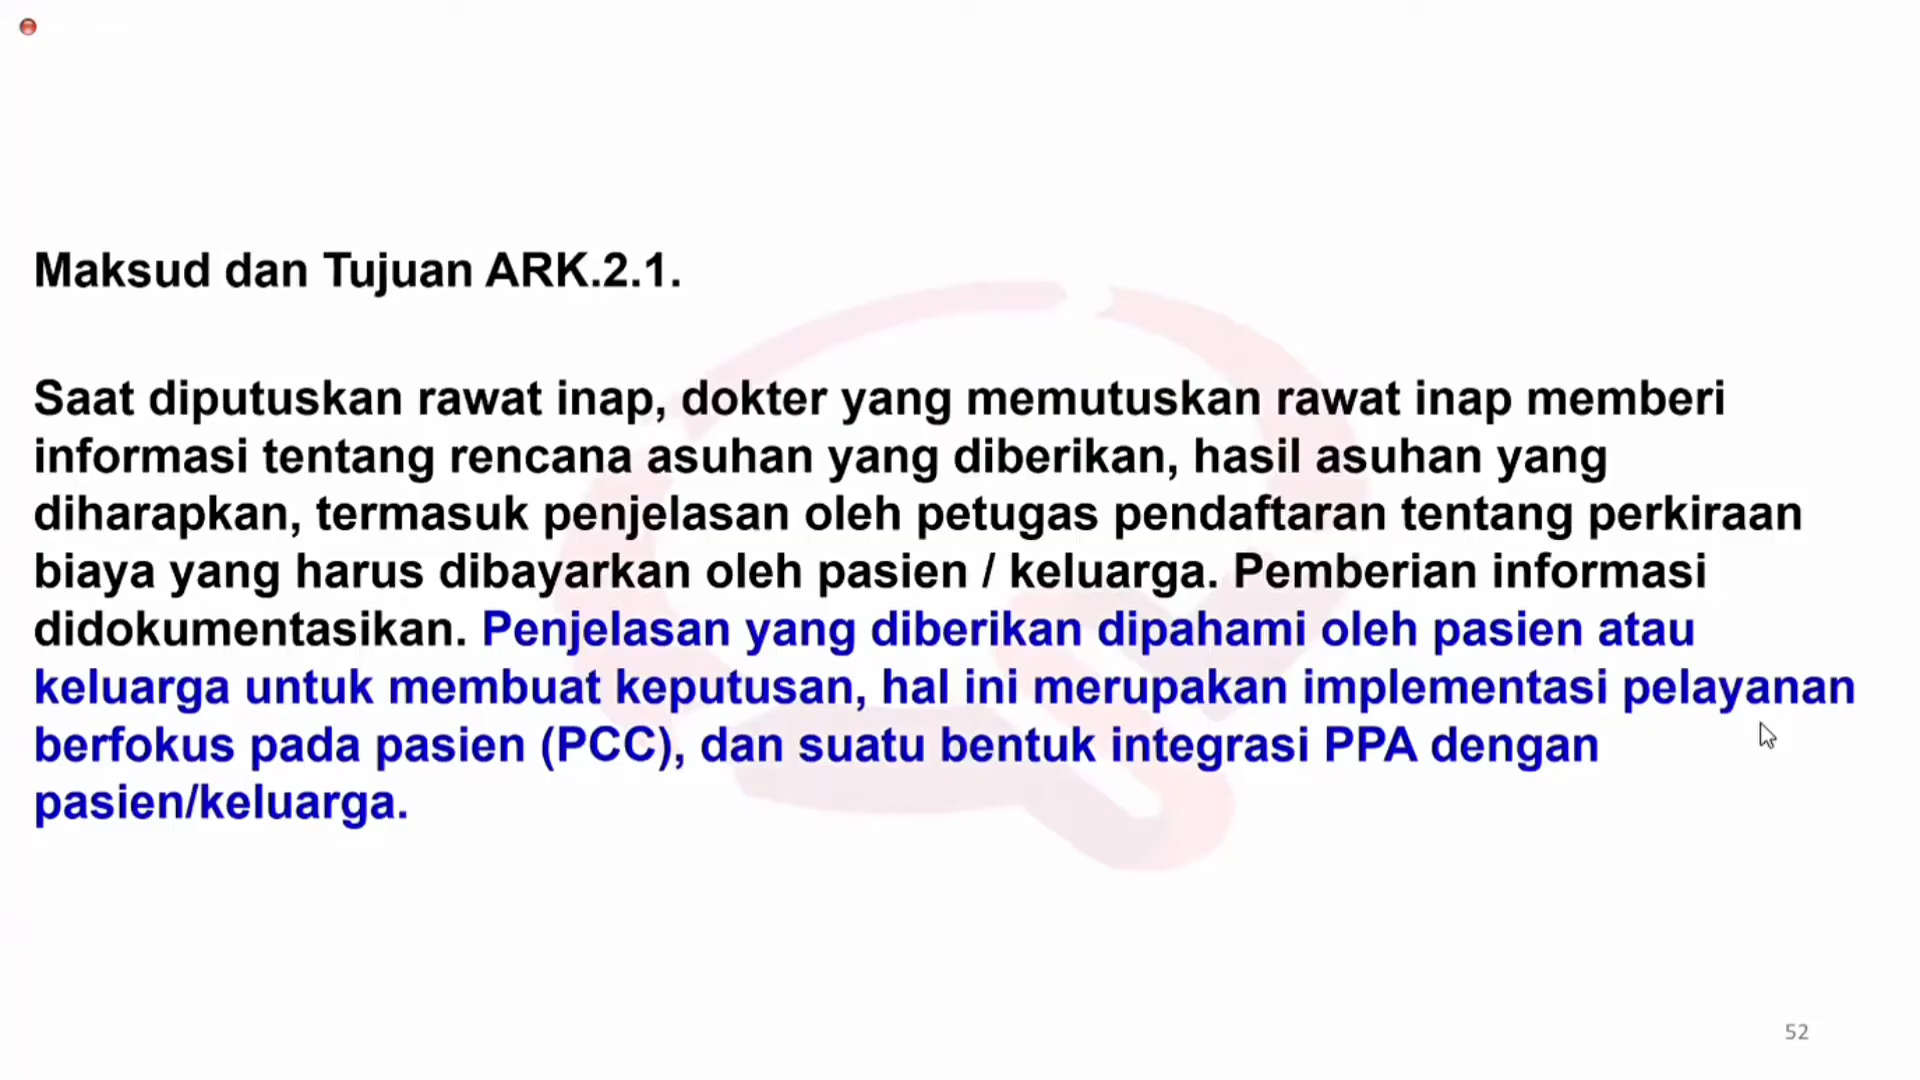 Maksud dan Tujuan ARK.2.1.
Saat diputuskan rawat inap, dokter yang memutuskan rawat inap memberi
informasi tentang rencana asuhan yang diberikan, hasil asuhan yang
diharapkan, termasuk penjelasan oleh petugas pendaftaran tentang perkiraan
biaya yang harus dibayarkan oleh pasien / keluarga. Pemberian informasi
didokumentasikan. Penjelasan yang diberikan dipahami oleh pasien atau
keluarga untuk membuat keputusan, hal ini merupakan implementasi pelayanan
berfokus pada pasien (PCC), dan suatu bentuk integrasi PPA dengan
pasien/keluarga.
52